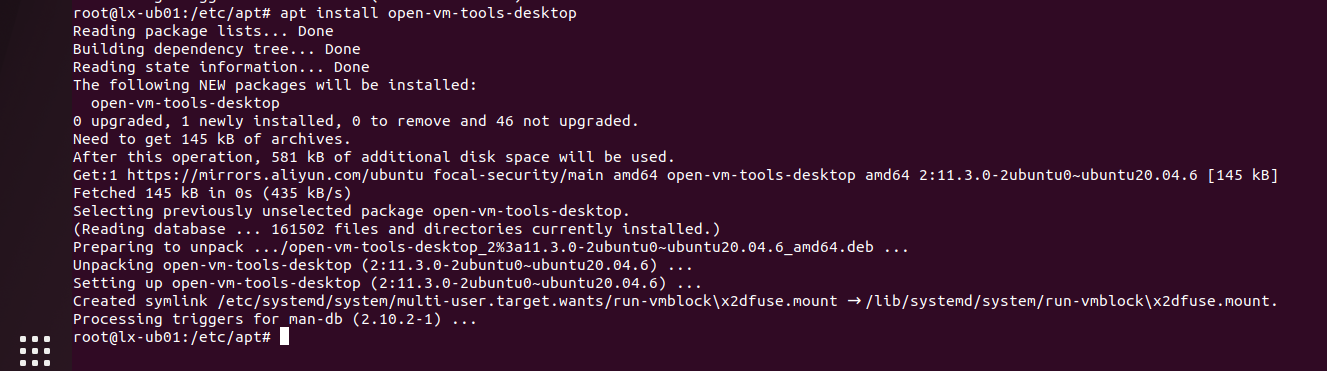 root@lx-ub01:/etc/apt# apt install open-vm-tools-desktop
Reading package lists... Done
Building dependency tree... Done
Reading state information... Done
The following NEW packages will be installed:
  open-vm-tools-desktop
0 upgraded, 1 newly installed, 0 to remove and 46 not upgraded.
Need to get 145 kB of archives.
After this operation, 581 kB of additional disk space will be used.
Get:1 https://mirrors.aliyun.com/ubuntu focal-security/main amd64 open-vm-tools-desktop amd64 2:11.3.0-2ubuntu0~ubuntu20.04.6 [145 kB]
Fetched 145 kB in 0s (435 kB/s)
Selecting previously unselected package open-vm-tools-desktop.
(Reading database ... 161502 files and directories currently installed.)
Preparing to unpack .../open-vm-tools-desktop_2%3a11.3.0-2ubuntu0~ubuntu20.04.6_amd64.deb ...
Unpacking open-vm-tools-desktop (2:11.3.0-2ubuntu0~ubuntu20.04.6) ...
Setting up open-vm-tools-desktop (2:11.3.0-2ubuntu0~ubuntu20.04.6) ...
Created symlink /etc/systemd/system/multi-user.target.wants/run-vmblock\x2dfuse.mount → /lib/systemd/system/run-vmblock\x2dfuse.mount.
Processing triggers for man-db (2.10.2-1) ...
root@lx-ub01:/etc/apt#